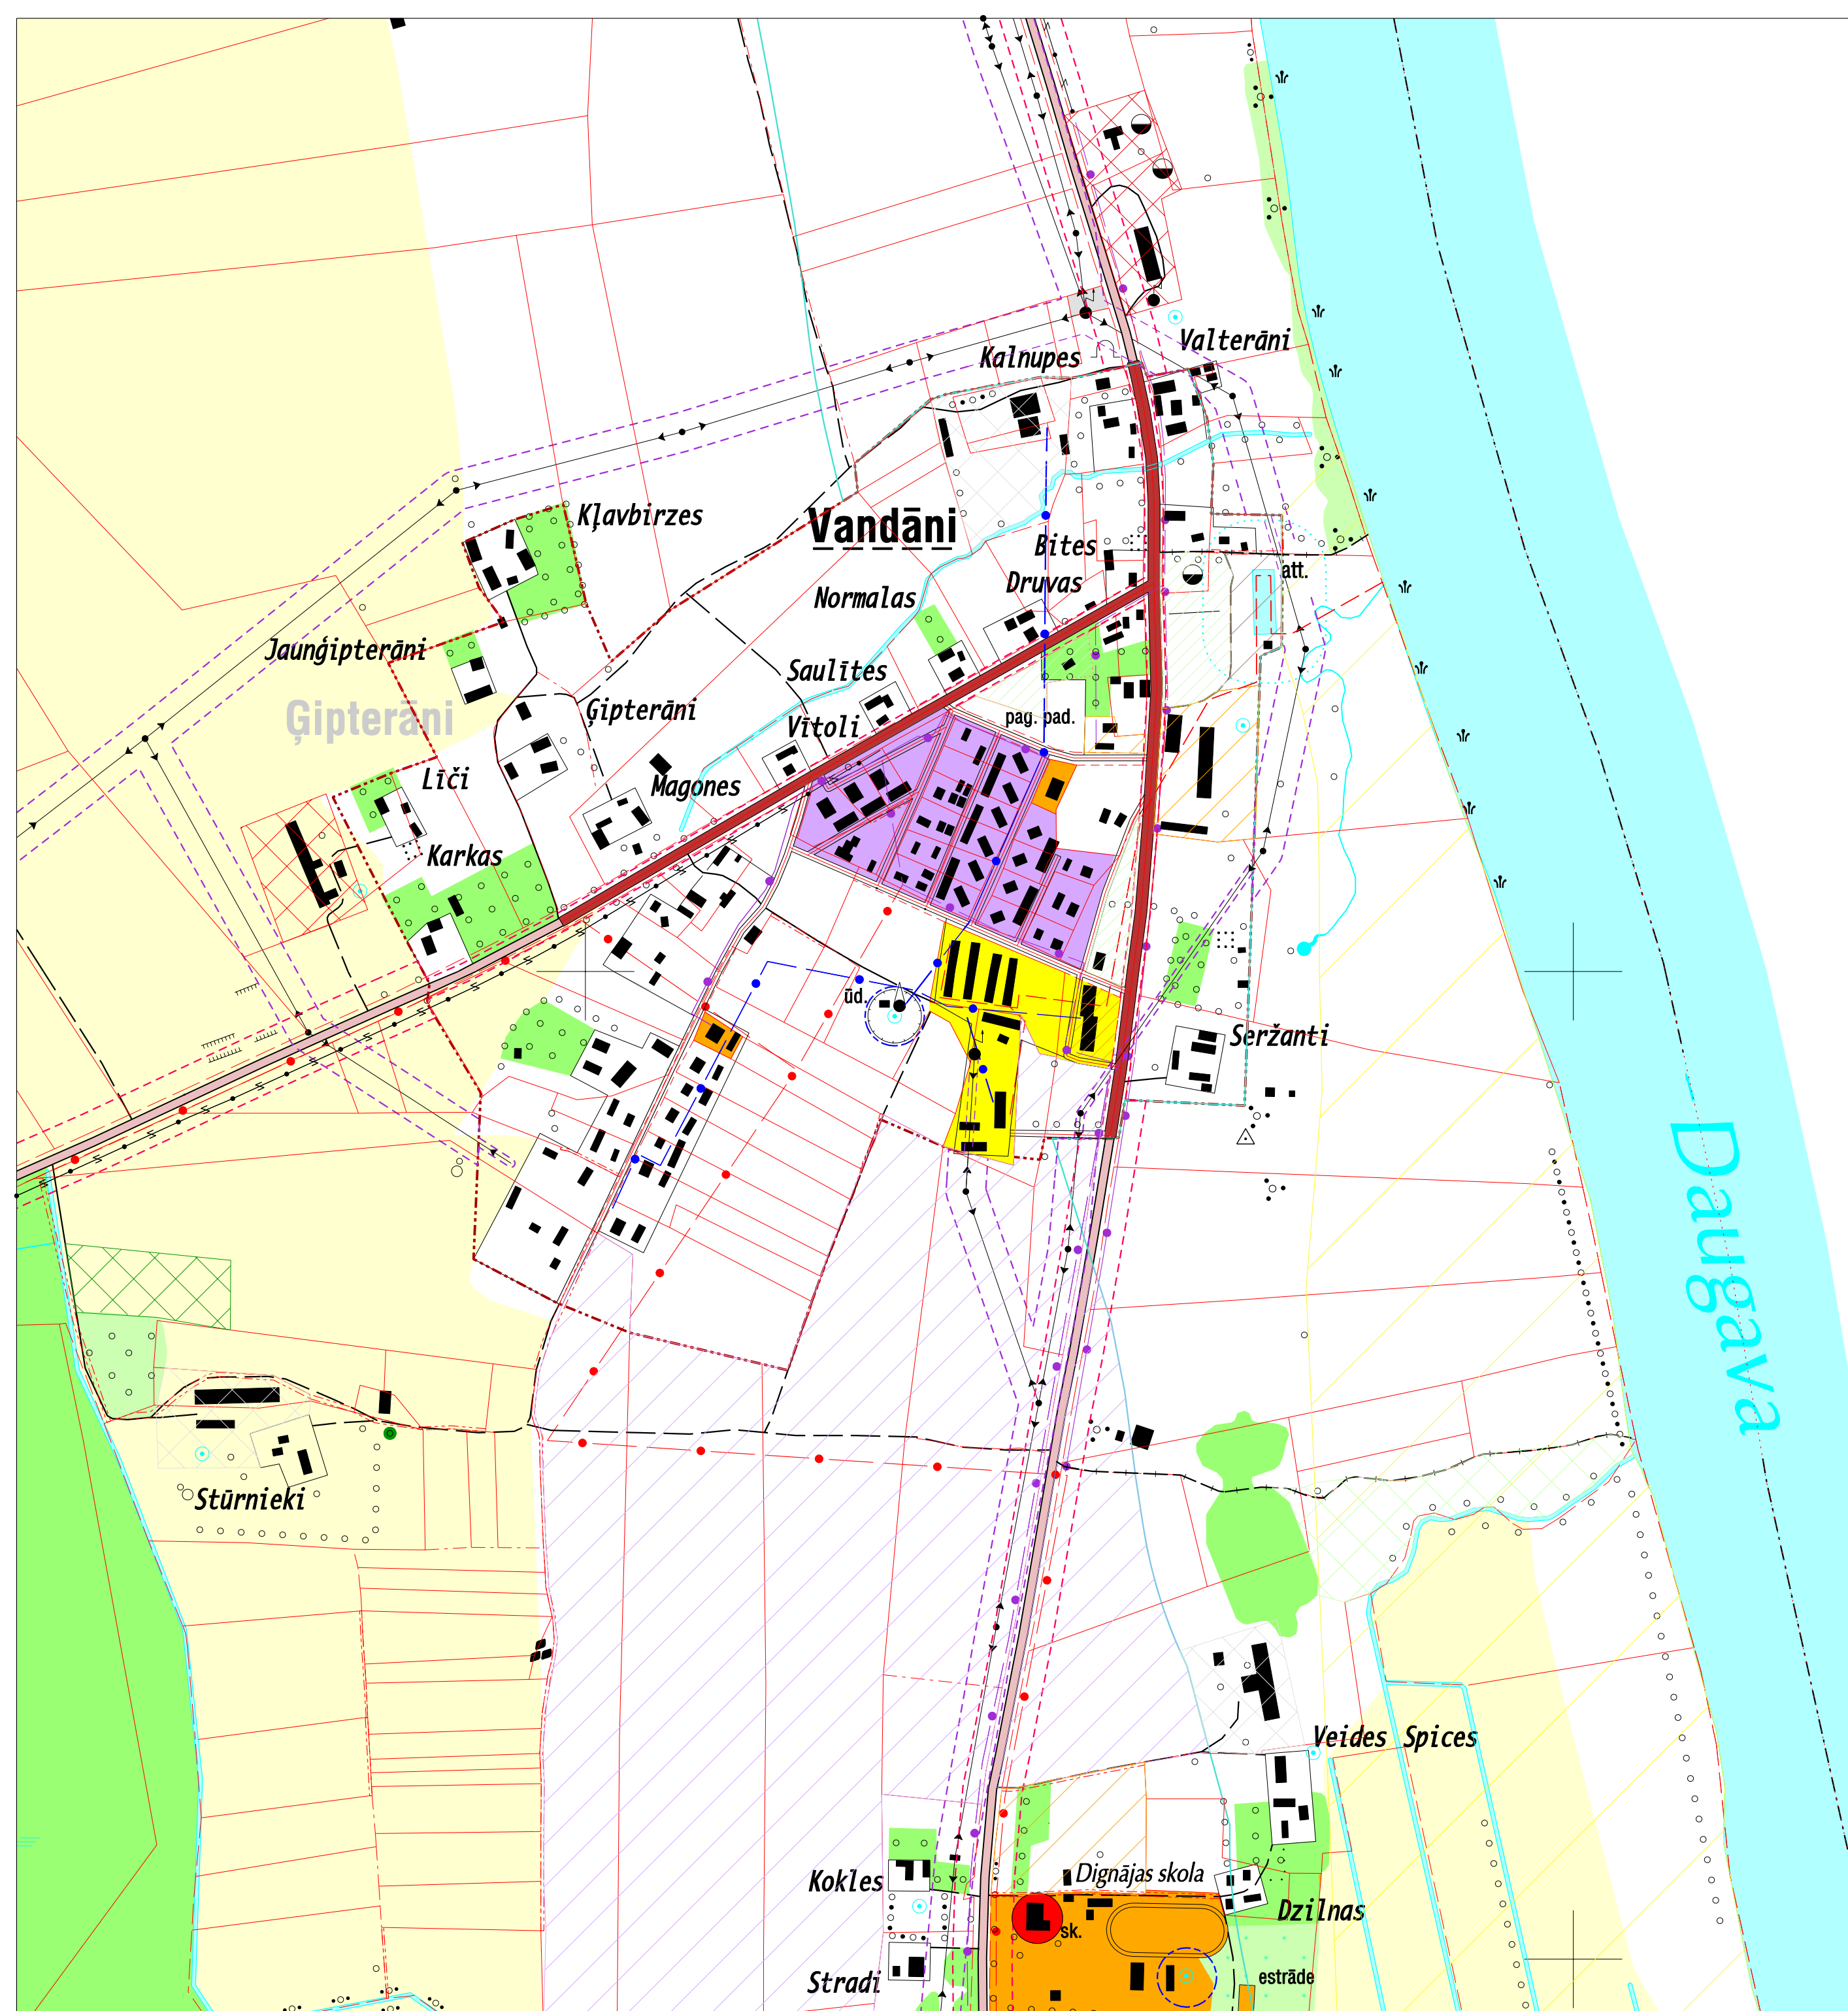 Valterāni
Kalnupes
Kļavbirzes
Vandāni
Bites
att.
Druvas
Normalas
Jaunģipterāni
Saulītes
Ģipterāni
Ģipterāni
pag. pad.
Vītoli
Līči
Magones
Karkas
ūd.
Seržanti
Daugava
Stūrnieki
Veides Spices
Dignājas skola
Kokles
Dzilnas
sk.
estrāde
Stradi